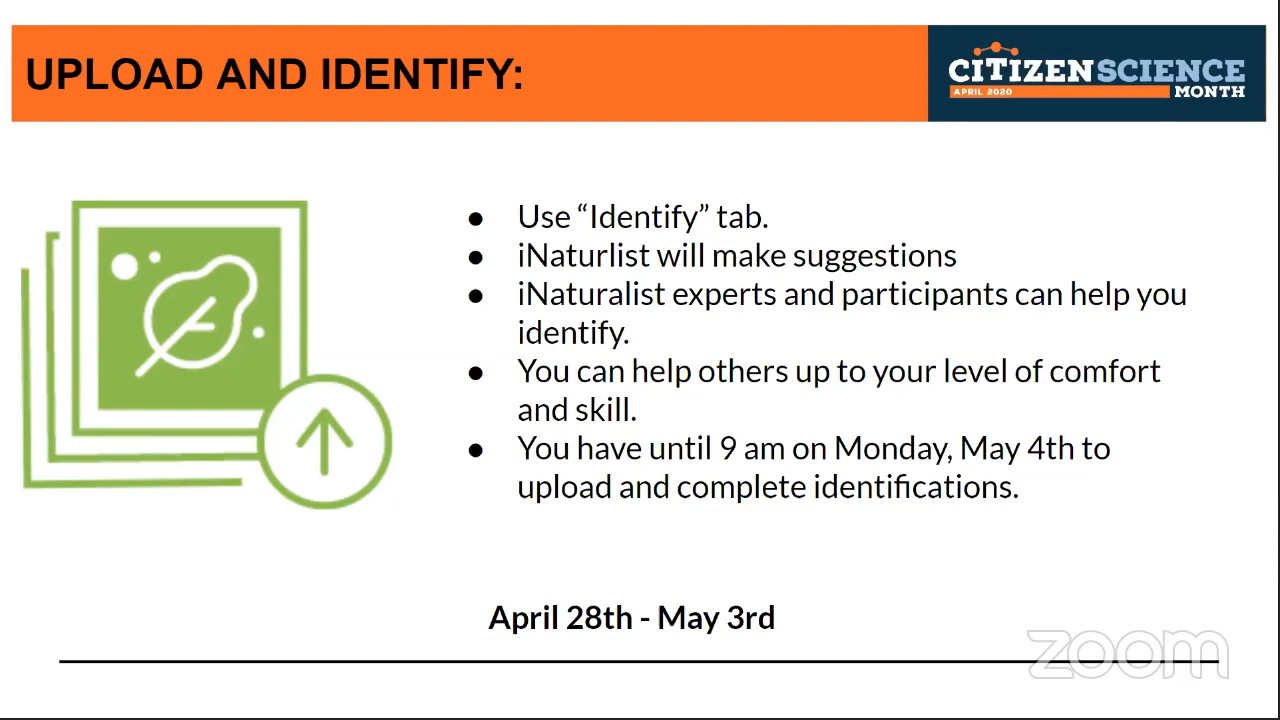 UPLOAD AND IDENTIFY:
CITIZENSCIENCE
APRIL 2020
MONTH
● Use “Identify” tab.
● iNaturlist will make suggestions
● iNaturalist experts and participants can help you
identify.
● You can help others up to your level of comfort
and skill.
● You have until 9 am on Monday, May 4th to
upload and complete identifications.
April 28th - May 3rd
zoom